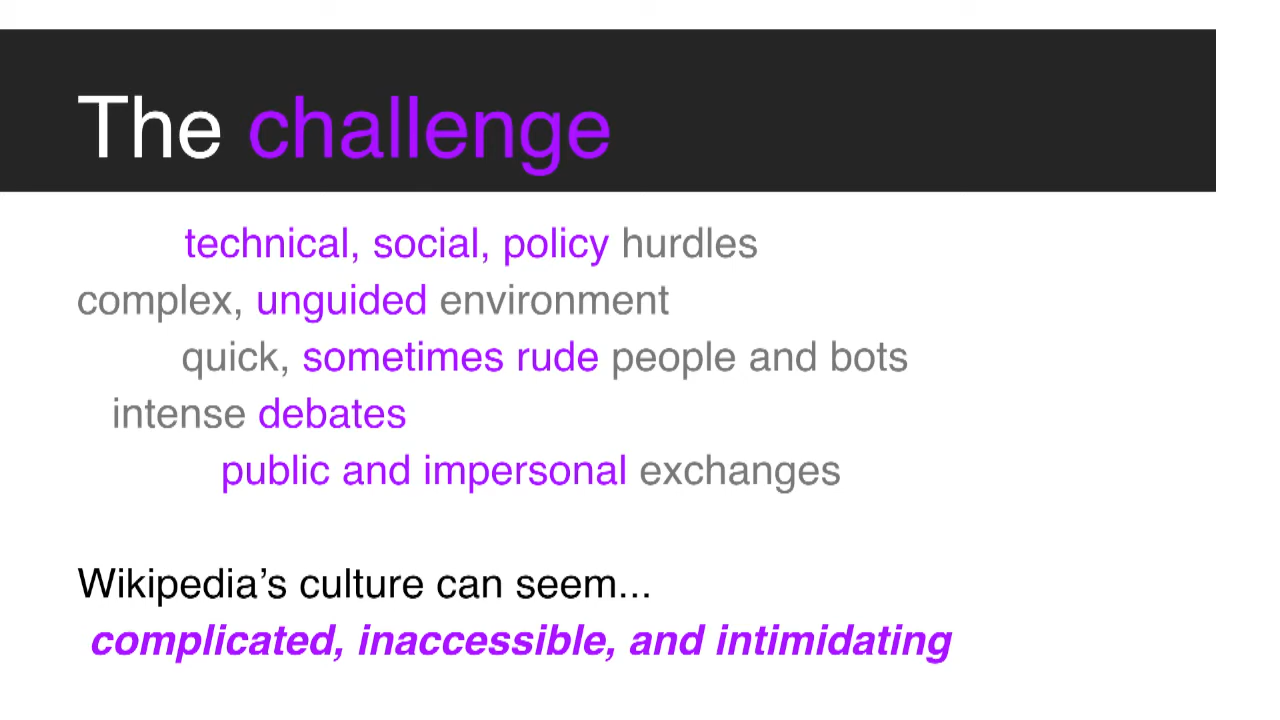 The challenge
technical, social, policy hurdles
complex, unguided environment
quick, sometimes rude people and bots
intense debates
public and impersonal exchanges
Wikipedia’s culture can seem...
complicated, inaccessible, and intimidating